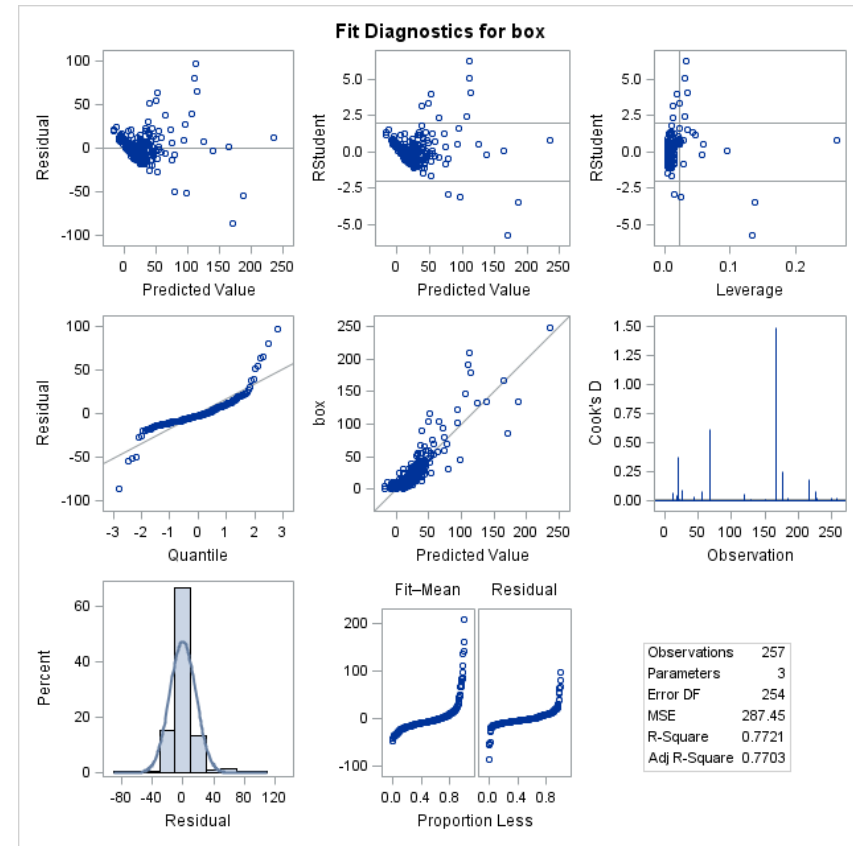 Fit Diagnostics for box
Residual
100
50
0
-50
-100
0 50 100 150 200 250
Predicted Value
RStudent
5.0
2.5
0.0
-2.5
-5.0
0 50 100 150 200 250
Predicted Value
RStudent
5.0
2.5
0.0
-2.5
-5.0
0.0 0.1 0.2
Leverage
Residual
100
50
0
-50
-100
-3 -2 -1 0 1 2 3
Quantile
box
250
200
150
100
50
0
0 50 100 150 200 250
Predicted Value
Cook's D
1.50
1.25
1.00
0.75
0.50
0.25
0.00
0 50 100 150 200 250
Observation
Percent
60
40
20
0
-80 -40 0 40 80 120
Residual
Fit–Mean Residual
200
100
0
-100
0.0 0.4 0.8 0.0 0.4 0.8
Proportion Less
Observations 257
Parameters 3
Error DF 254
MSE 287.45
R-Square 0.7721
Adj R-Square 0.7703